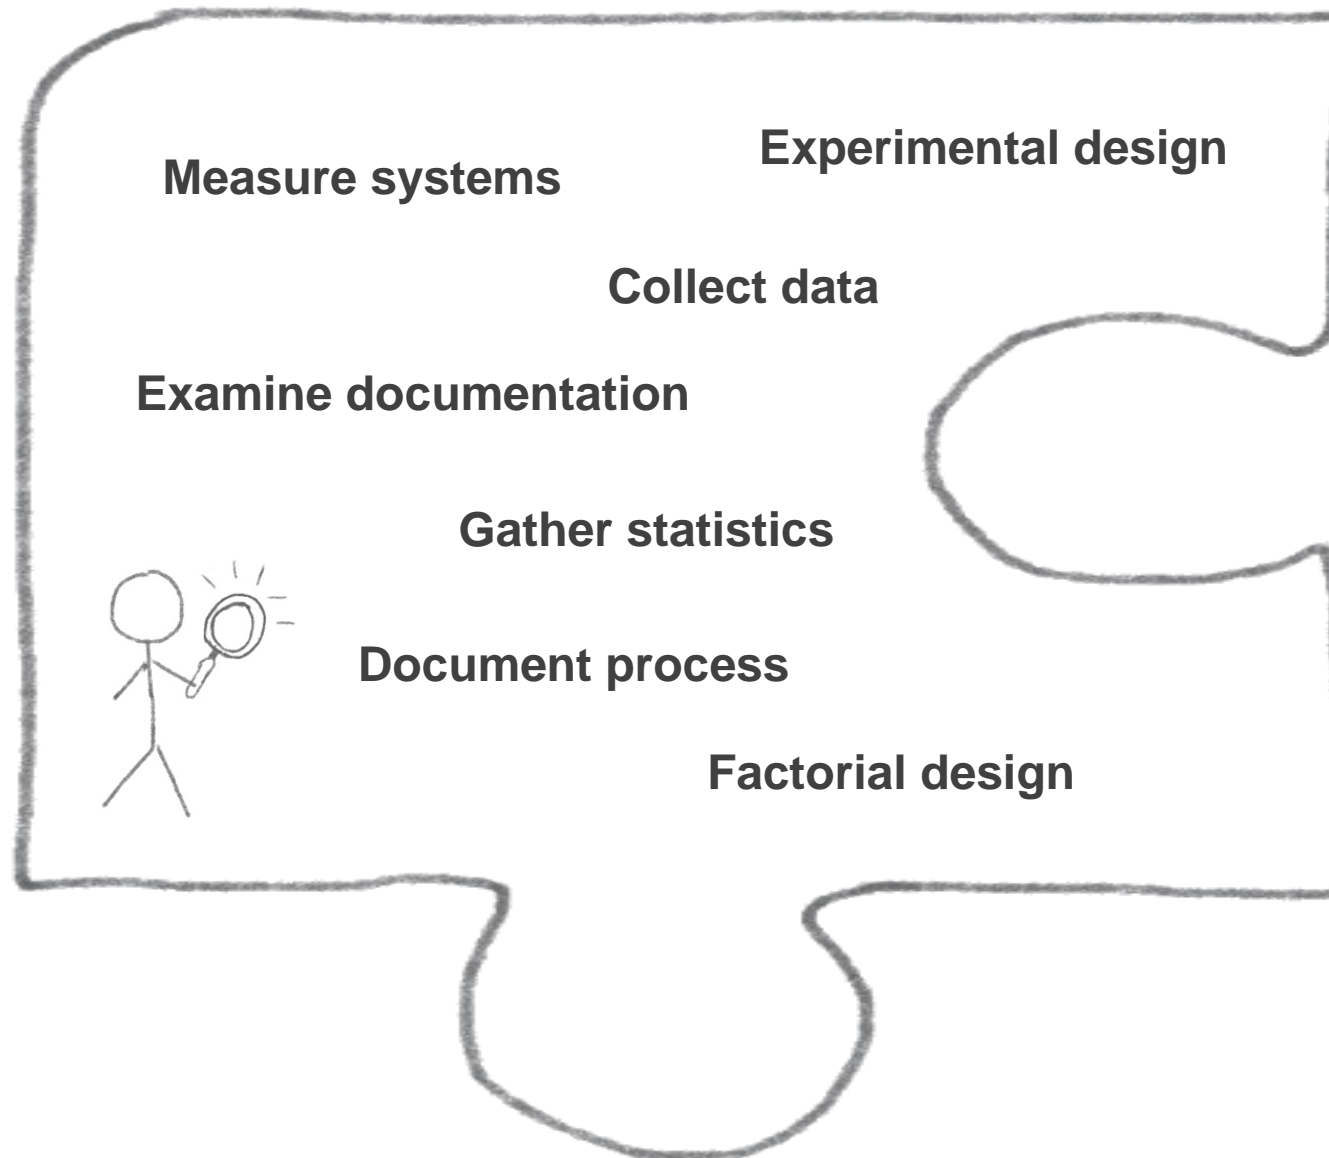 Experimental design
Measure systems
Collect data
Examine documentation
Gather statistics
Document process
Factorial design